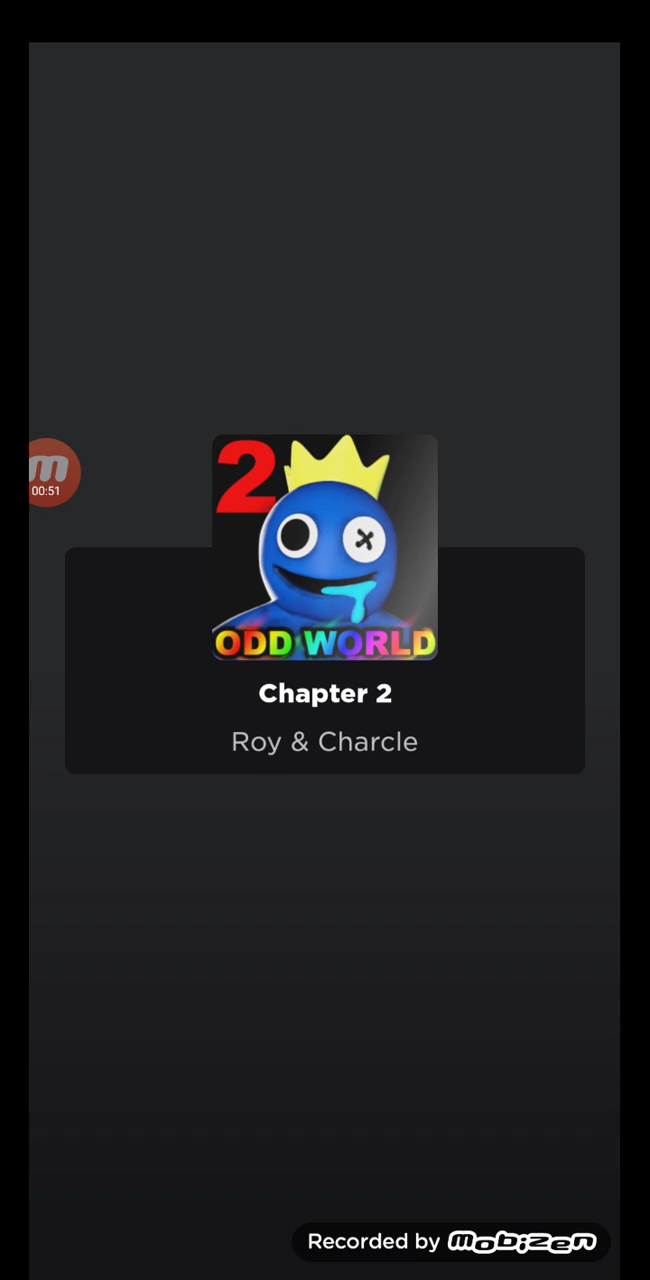 2
ODD WORLD
m
00:51
Chapter 2
Roy & Charcle
Recorded by mobizen